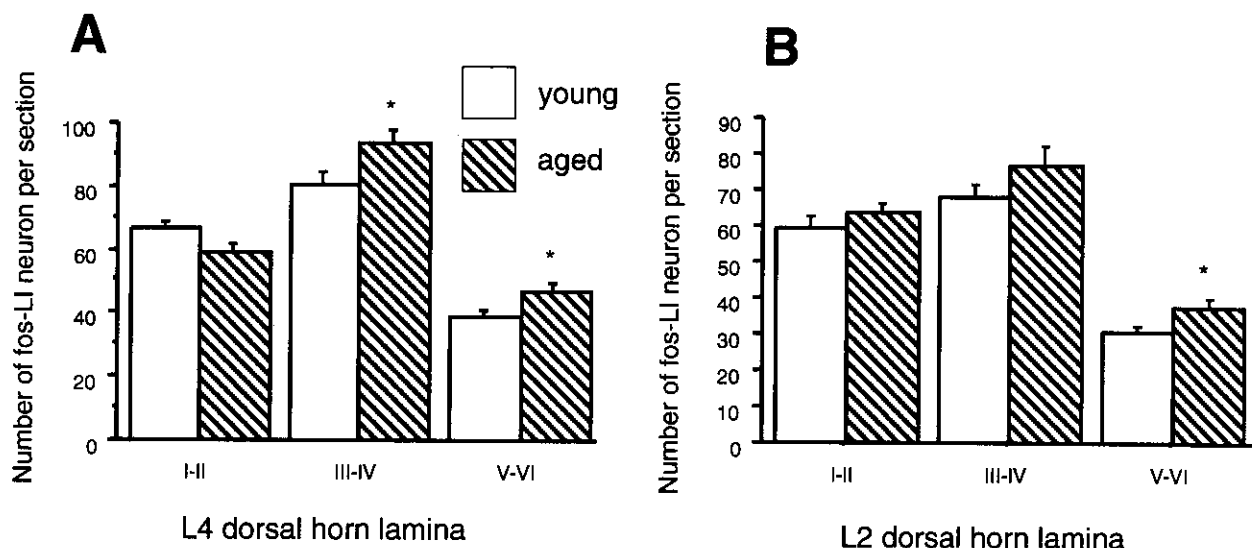 A
Number of fos-LI neuron per section
100
80
60
40
20
0
*
*
I-II
III-IV
V-VI
L4 dorsal horn lamina
young
aged
B
Number of fos-LI neuron per section
90
80
70
60
50
40
30
20
10
0
*
I-II
III-IV
V-VI
L2 dorsal horn lamina